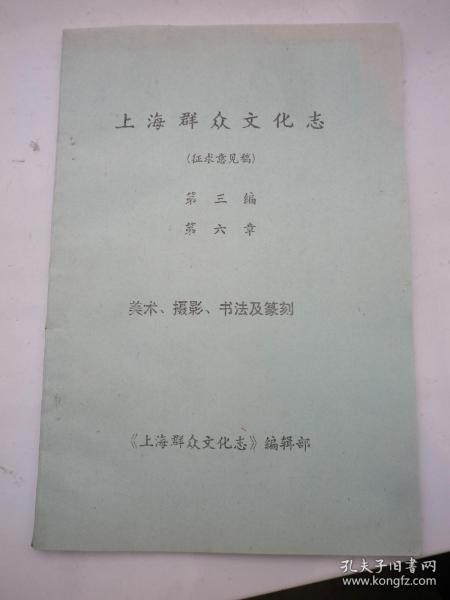 上海群众文化志
(征求意见稿)
第三编
第六章
美术、摄影、书法及篆刻
《上海群众文化志》编辑部
孔夫子旧书网
www.kongfz.com